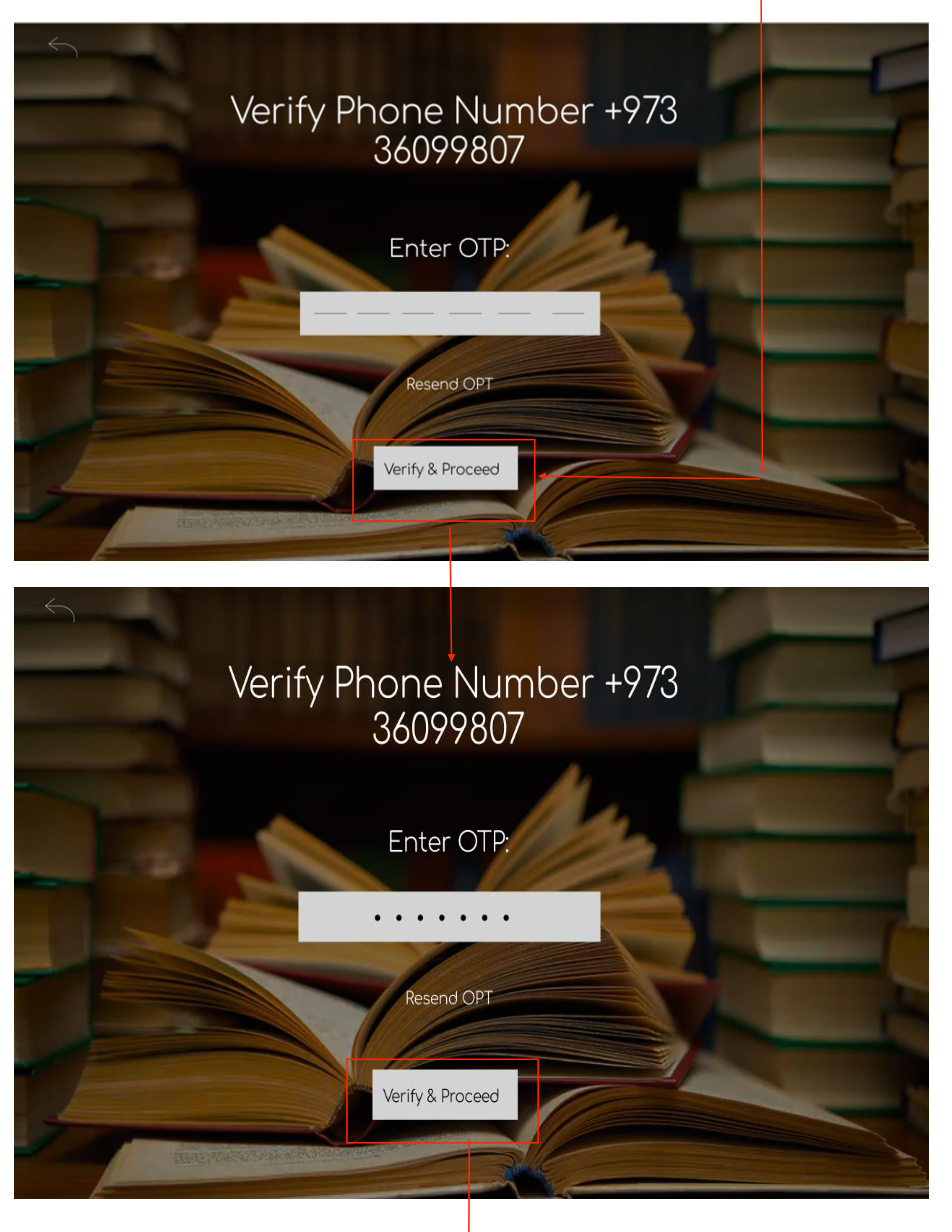 Verify Phone Number +973
36099807
Enter OTP:
Resend OPT
Verify & Proceed
Verify Phone Number +973
36099807
Enter OTP:
Resend OPT
Verify & Proceed